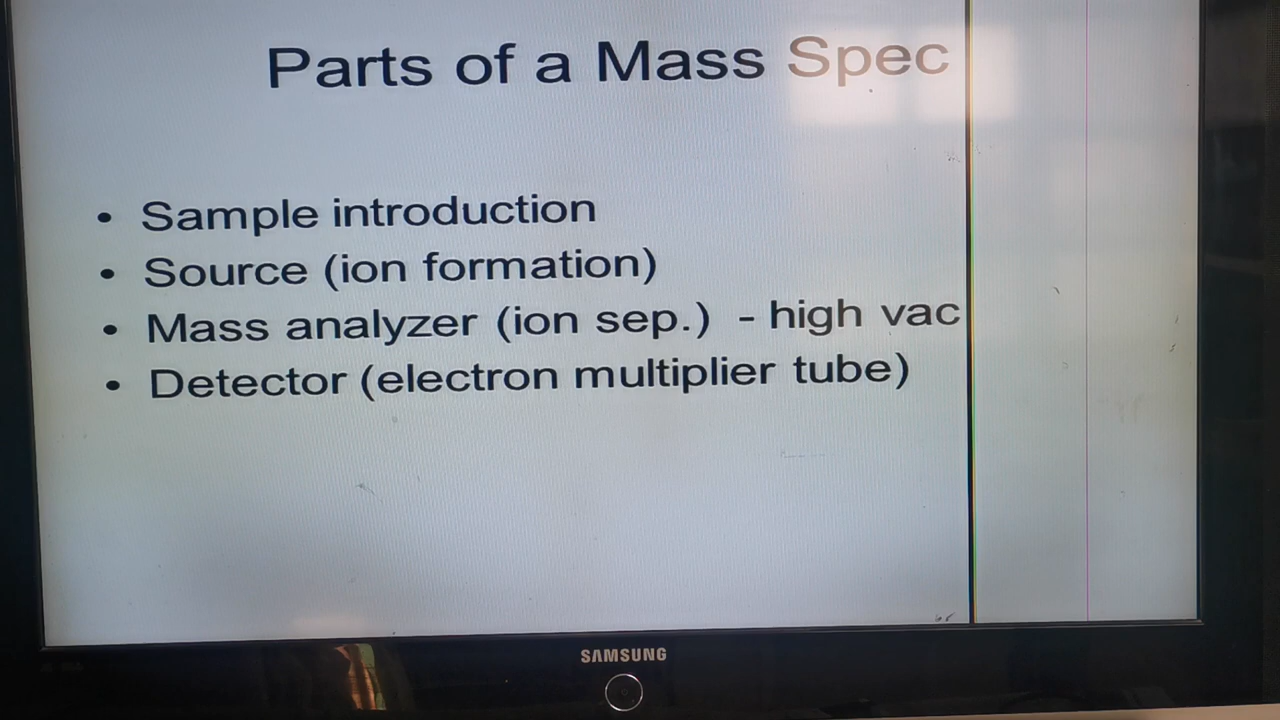 Parts of a Mass Spec
• Sample introduction
• Source (ion formation)
• Mass analyzer (ion sep.) - high vac
• Detector (electron multiplier tube)
SAMSUNG